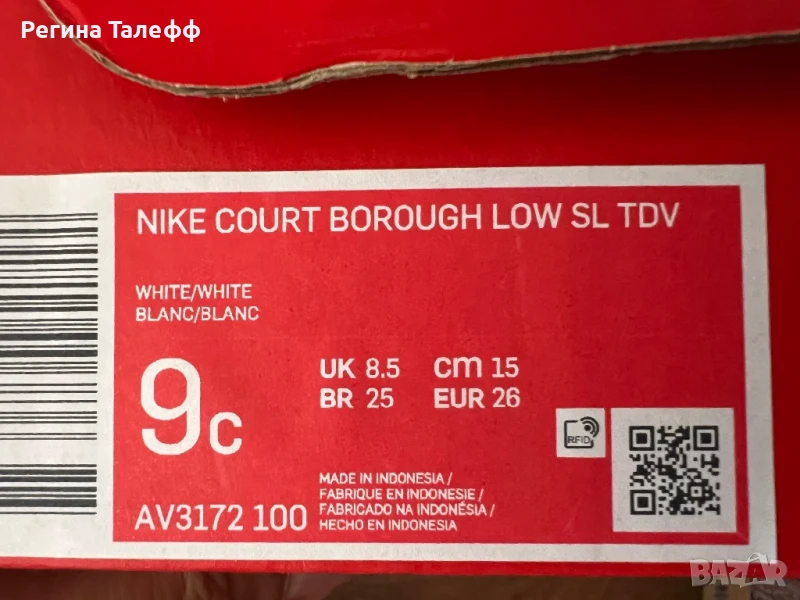 Регина Талефф
NIKE COURT BOROUGH LOW SL TDV
WHITE/WHITE
BLANC/BLANC
9C
UK 8.5 CM 15
BR 25 EUR 26
RFID
AV3172 100
MADE IN INDONESIA /
FABRIQUE EN INDONESIE /
FABRICADO NA INDONÉSIA /
HECHO EN INDONESIA
BAZAR